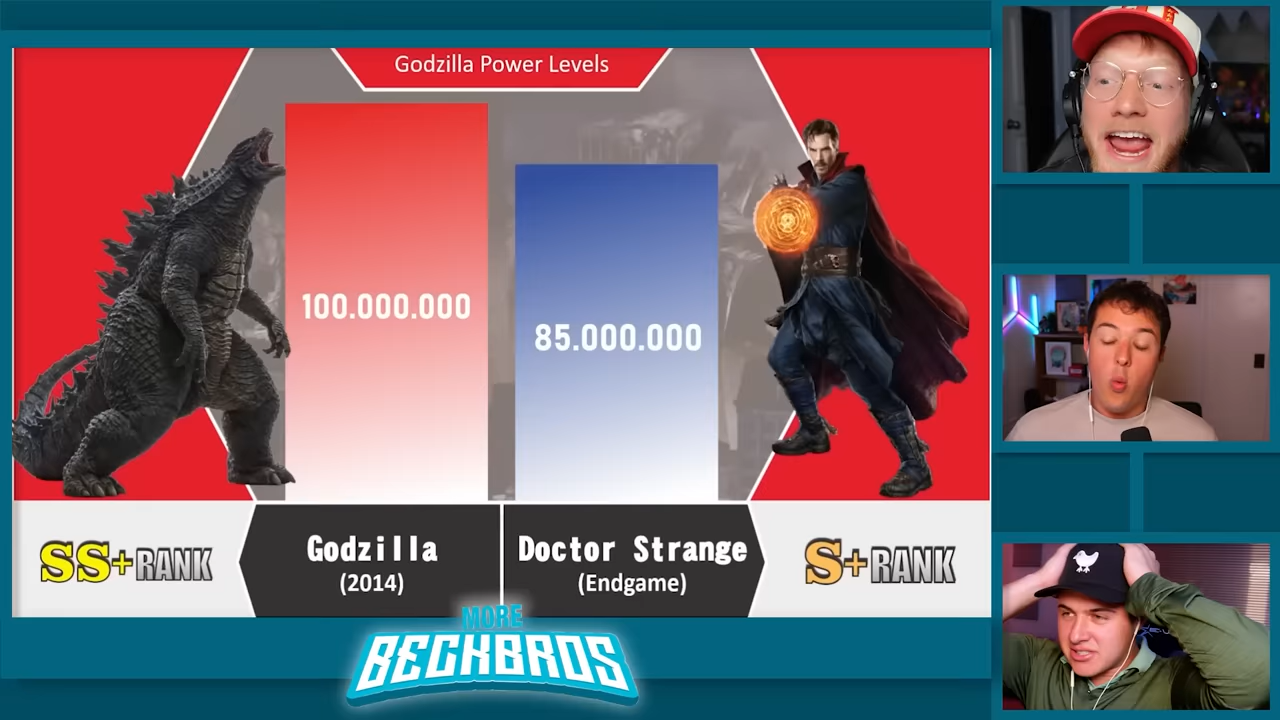 Godzilla Power Levels
100.000.000
85.000.000
SS+RANK
Godzilla
(2014)
Doctor Strange
(Endgame)
S+RANK
MORE
BECKBROS